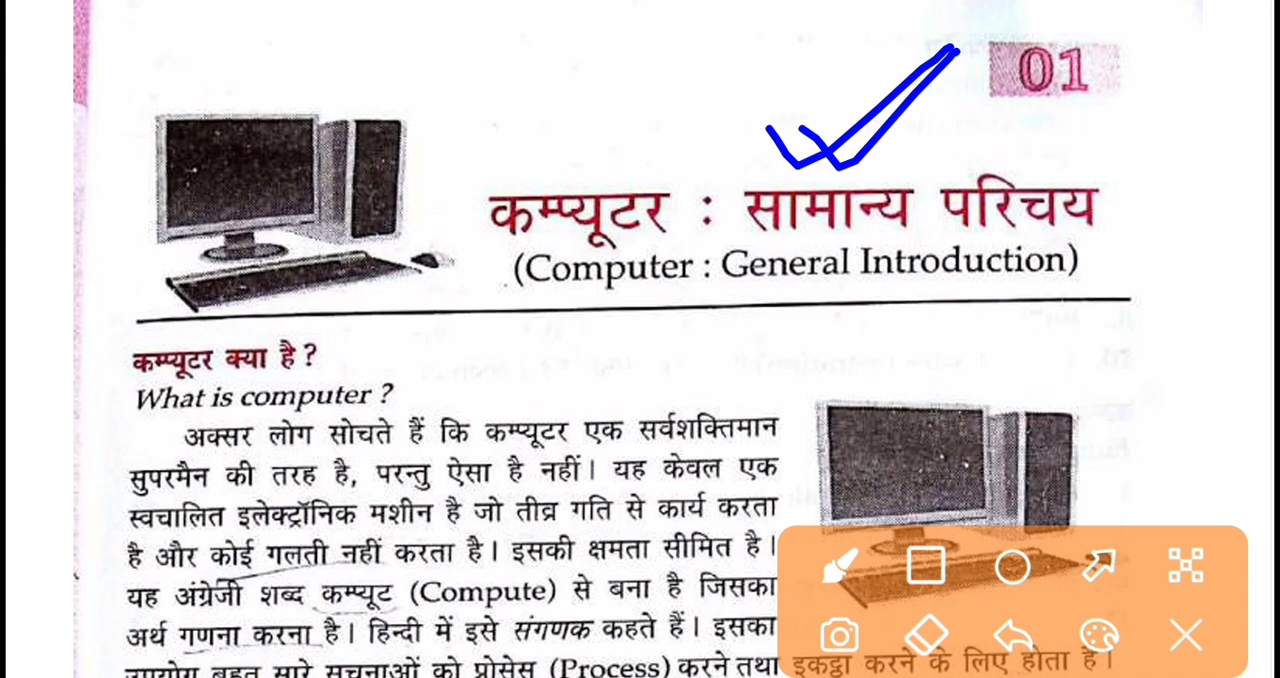 01
कम्प्यूटर : सामान्य परिचय
(Computer : General Introduction)
कम्प्यूटर क्या है ?
What is computer ?
अक्सर लोग सोचते हैं कि कम्प्यूटर एक सर्वशक्तिमान
सुपरमैन की तरह है, परन्तु ऐसा है नहीं। यह केवल एक
स्वचालित इलेक्ट्रॉनिक मशीन है जो तीव्र गति से कार्य करता
है और कोई गलती नहीं करता है। इसकी क्षमता सीमित है।
यह अंग्रेजी शब्द कम्प्यूट (Compute) से बना है जिसका
अर्थ गणना करना है। हिन्दी में इसे संगणक कहते हैं। इसका
उपयोग बहुत सारे सूचनाओं को प्रोसेस (Process) करने तथा इकट्ठा करने के लिए होता है।